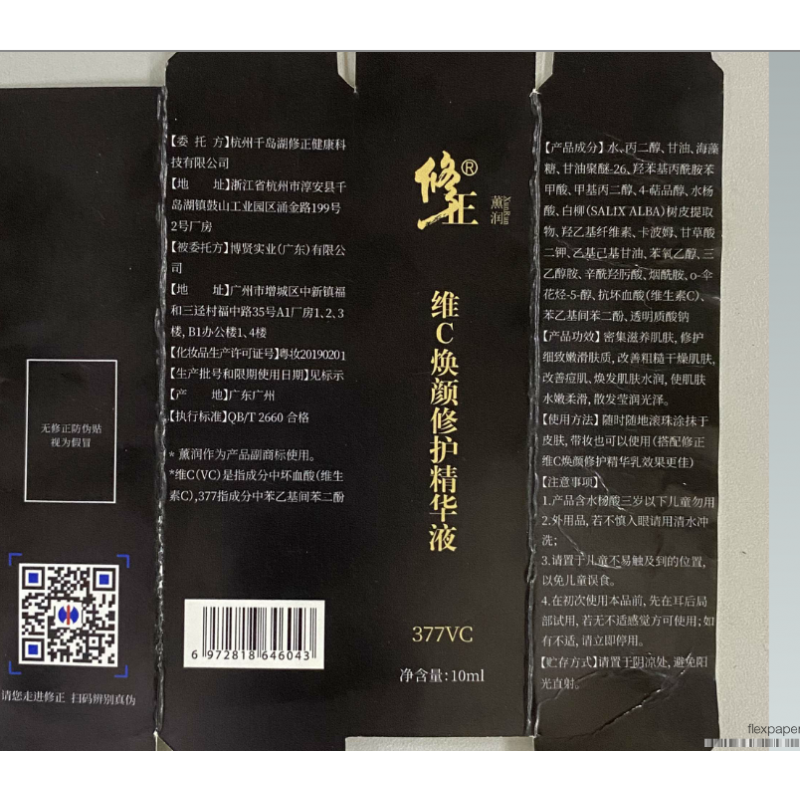 无修正防伪贴
视为假冒
请您走进修正 扫码辨别真伪
【委 托 方】杭州千岛湖修正健康科
技有限公司
【地 址】浙江省杭州市淳安县千
岛湖镇鼓山工业园区涌金路199号
2号厂房
【被委托方】博贤实业(广东)有限公
司
【地 址】广州市增城区中新镇福
和三迳村福中路35号A1厂房1、2、3
楼, B1办公楼1、4楼
【化妆品生产许可证号】粤妆20190201
【生产批号和限期使用日期】见标示
【产 地】广东广州
【执行标准】QB/T 2660 合格
* 薰润作为产品副商标使用。
*维C(VC)是指成分中坏血酸(维生
素C),377指成分中苯乙基间苯二酚
6 972818 646043
修正®
薰润
XunRun
维C焕颜修护精华液
377VC
净含量:10ml
【产品成分】水、丙二醇、甘油、海藻
糖、甘油聚醚-26、羟苯基丙酰胺苯
甲酸、甲基丙二醇、4-萜品醇、水杨
酸、白柳(SALIX ALBA)树皮提取
物、羟乙基纤维素、卡波姆、甘草酸
二钾、乙基己基甘油、苯氧乙醇、三
乙醇胺、辛酰羟肟酸、烟酰胺、o-伞
花烃-5-醇、抗坏血酸(维生素C)、
苯乙基间苯二酚、透明质酸钠
【产品功效】密集滋养肌肤, 修护
细致嫩滑肤质, 改善粗糙干燥肌肤,
改善痘肌、焕发肌肤水润, 使肌肤
水嫩柔滑, 散发莹润光泽。
【使用方法】随时随地滚珠涂抹于
皮肤, 带妆也可以使用(搭配修正
维C焕颜修护精华乳效果更佳)
【注意事项】
1.产品含水杨酸三岁以下儿童勿用
2.外用品, 若不慎入眼请用清水冲
洗;
3.请置于儿童不易触及到的位置,
以免儿童误食。
4.在初次使用本品前, 先在耳后局
部试用, 若无不适感觉方可使用;如
有不适, 请立即停用。
【贮存方式】请置于阴凉处, 避免阳
光直射。
flexpaper